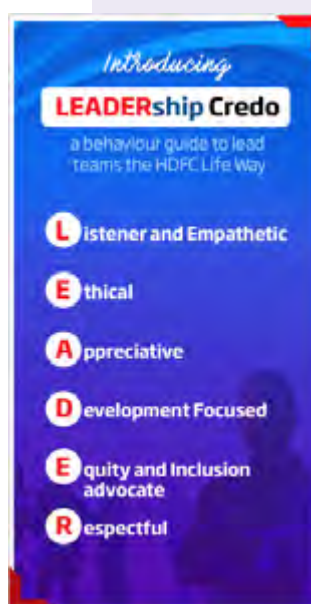 Introducing
LEADERship Credo
a behaviour guide to lead
teams the HDFC Life Way
Listener and Empathetic
Ethical
Appreciative
Development Focused
Equity and Inclusion
advocate
Respectful